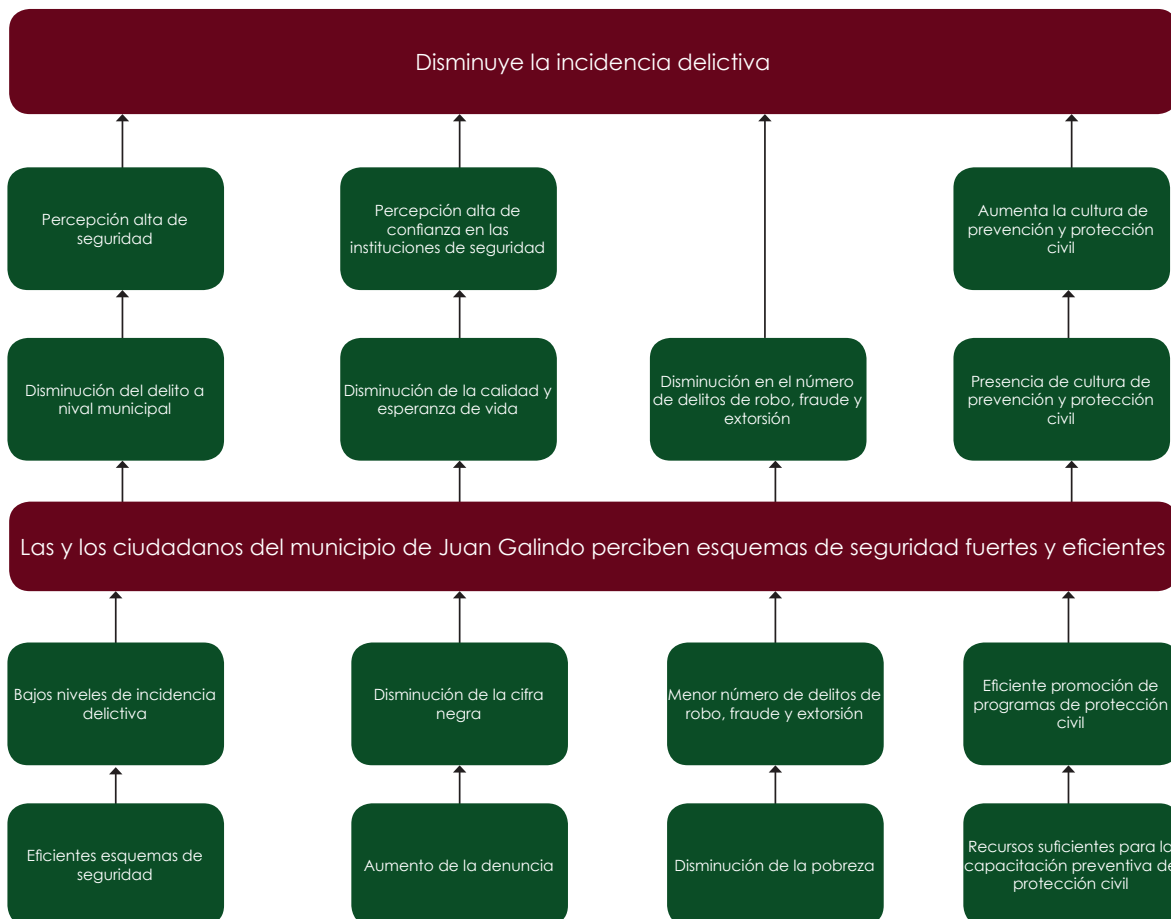 Disminuye la incidencia delictiva
Percepción alta de
seguridad
Percepción alta de
confianza en las
instituciones de seguridad
Aumenta la cultura de
prevención y protección
civil
Disminución del delito a
nival municipal
Disminución de la calidad y
esperanza de vida
Disminución en el número
de delitos de robo, fraude y
extorsión
Presencia de cultura de
prevención y protección
civil
Las y los ciudadanos del municipio de Juan Galindo perciben esquemas de seguridad fuertes y eficientes
Bajos niveles de incidencia
delictiva
Disminución de la cifra
negra
Menor número de delitos de
robo, fraude y extorsión
Eficiente promoción de
programas de protección
civil
Eficientes esquemas de
seguridad
Aumento de la denuncia
Disminución de la pobreza
Recursos suficientes para la
capacitación preventiva de
protección civil